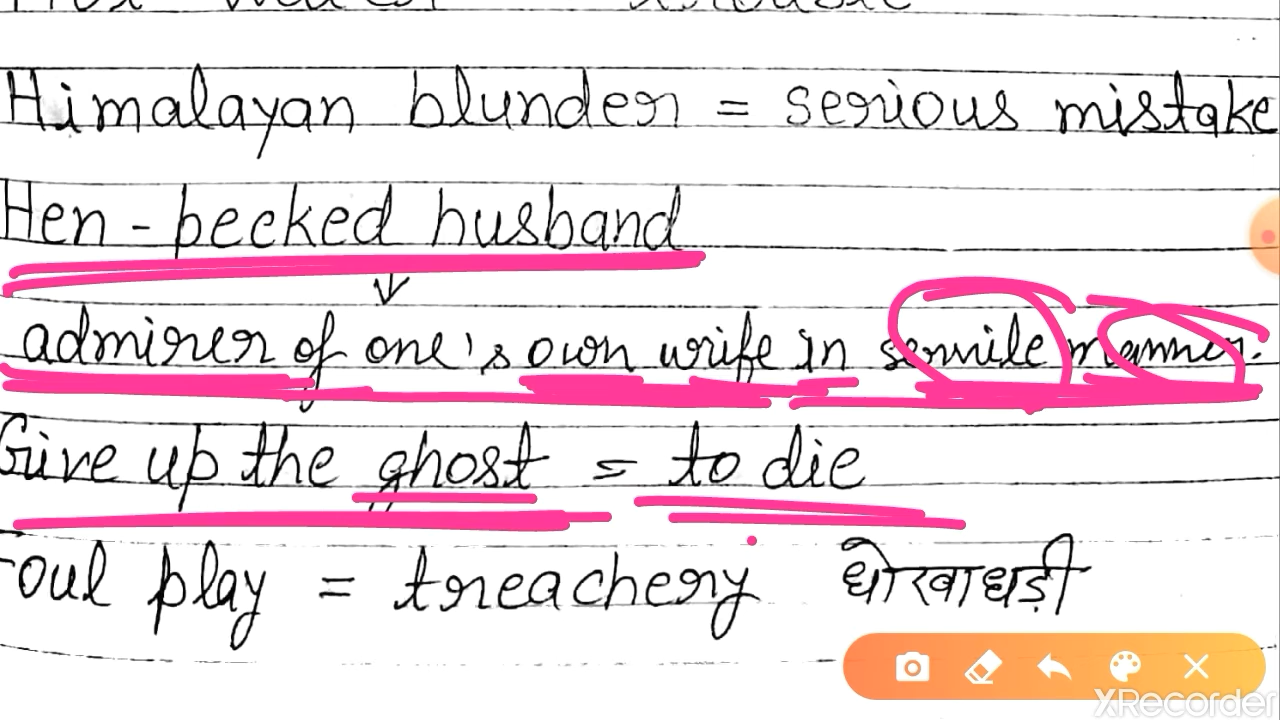 Himalayan blunder = serious mistake
Hen-pecked husband
admirer of one's own wife in servile manner.
Give up the ghost = to die
Foul play = treachery धोखाधड़ी
XRecorder